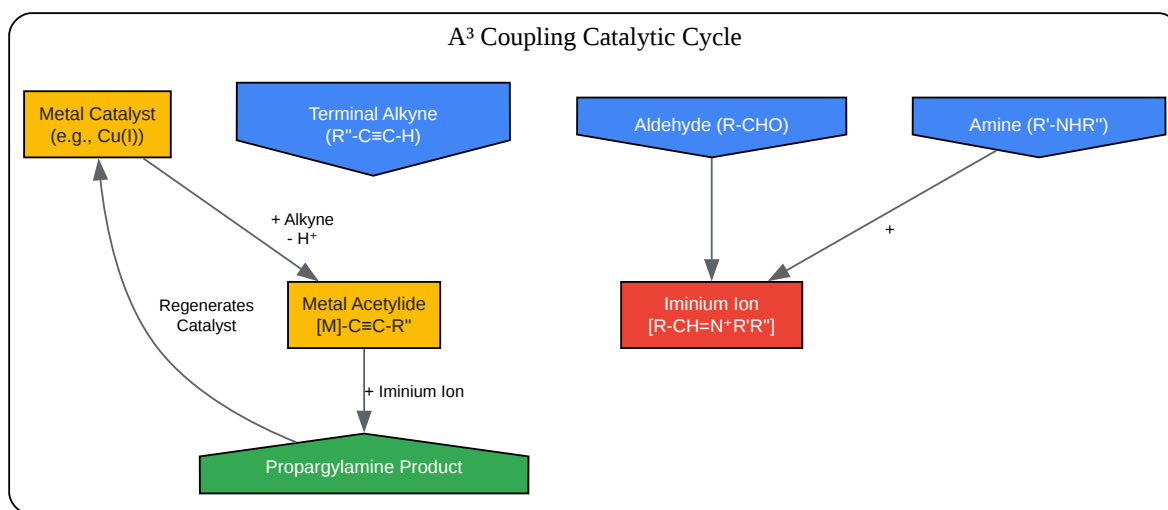 A³ Coupling Catalytic Cycle
Metal Catalyst
(e.g., Cu(I))
Terminal Alkyne
(R''-C≡C-H)
Aldehyde (R-CHO)
Amine (R'-NHR'')
+ Alkyne
- H⁺
+
Regenerates
Catalyst
Metal Acetylide
[M]-C≡C-R''
Iminium Ion
[R-CH=N⁺R'R'']
+ Iminium Ion
Propargylamine Product